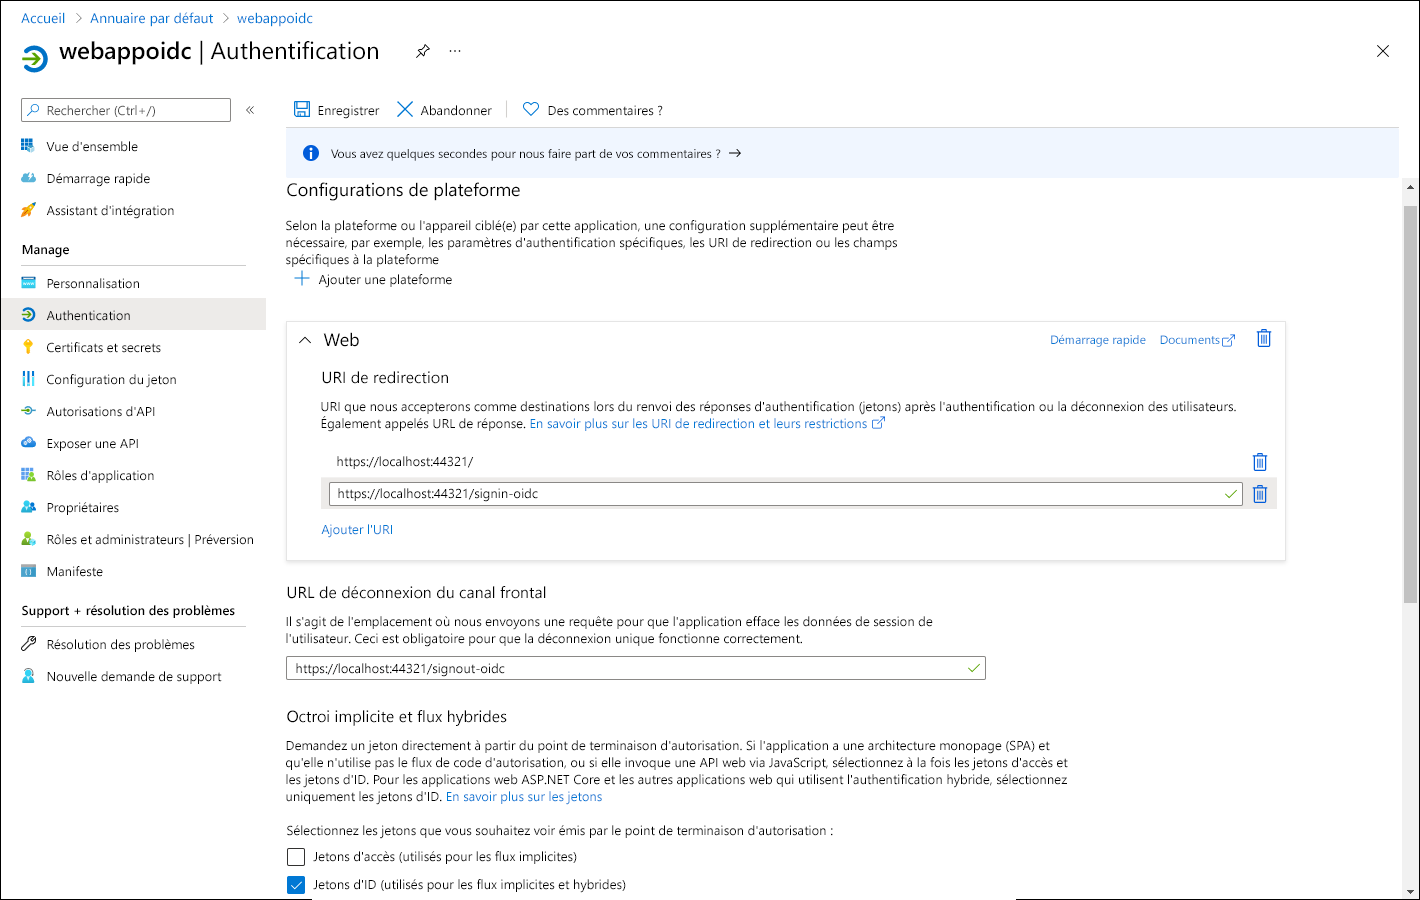 Accueil > Annuaire par défaut > webappoidc
webappoidc | Authentification
Rechercher (Ctrl+/)
Vue d'ensemble
Démarrage rapide
Assistant d'intégration
Manage
Personnalisation
Authentication
Certificats et secrets
Configuration du jeton
Autorisations d'API
Exposer une API
Rôles d'application
Propriétaires
Rôles et administrateurs | Préversion
Manifeste
Support + résolution des problèmes
Résolution des problèmes
Nouvelle demande de support
Enregistrer Abandonner Des commentaires ?
Vous avez quelques secondes pour nous faire part de vos commentaires ? →
Configurations de plateforme
Selon la plateforme ou l'appareil ciblé(e) par cette application, une configuration supplémentaire peut être
nécessaire, par exemple, les paramètres d'authentification spécifiques, les URI de redirection ou les champs
spécifiques à la plateforme
Ajouter une plateforme
Web Démarrage rapide Documents
URI de redirection
URI que nous accepterons comme destinations lors du renvoi des réponses d'authentification (jetons) après l'authentification ou la déconnexion des utilisateurs.
Également appelés URL de réponse. En savoir plus sur les URI de redirection et leurs restrictions
https://localhost:44321/
https://localhost:44321/signin-oidc
Ajouter l'URI
URL de déconnexion du canal frontal
Il s'agit de l'emplacement où nous envoyons une requête pour que l'application efface les données de session de
l'utilisateur. Ceci est obligatoire pour que la déconnexion unique fonctionne correctement.
https://localhost:44321/signout-oidc
Octroi implicite et flux hybrides
Demandez un jeton directement à partir du point de terminaison d'autorisation. Si l'application a une architecture monopage (SPA) et
qu'elle n'utilise pas le flux de code d'autorisation, ou si elle invoque une API web via JavaScript, sélectionnez à la fois les jetons d'accès et
les jetons d'ID. Pour les applications web ASP.NET Core et les autres applications web qui utilisent l'authentification hybride, sélectionnez
uniquement les jetons d'ID. En savoir plus sur les jetons
Sélectionnez les jetons que vous souhaitez voir émis par le point de terminaison d'autorisation :
Jetons d'accès (utilisés pour les flux implicites)
Jetons d'ID (utilisés pour les flux implicites et hybrides)